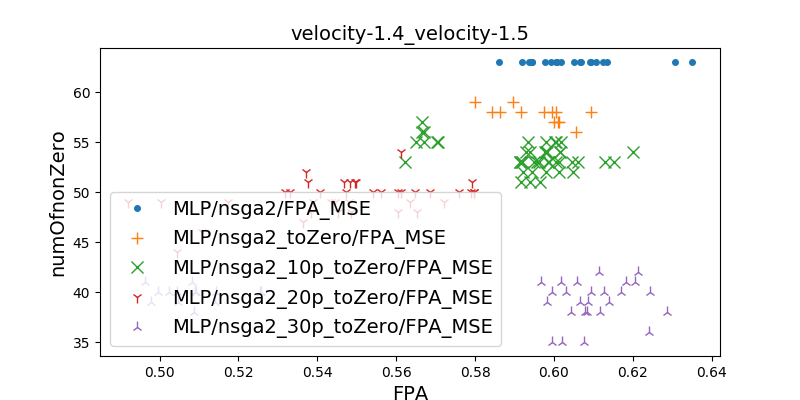 velocity-1.4_velocity-1.5
numOfnonZero
60
55
50
45
40
35
MLP/nsga2/FPA_MSE
MLP/nsga2_toZero/FPA_MSE
MLP/nsga2_10p_toZero/FPA_MSE
MLP/nsga2_20p_toZero/FPA_MSE
MLP/nsga2_30p_toZero/FPA_MSE
0.50 0.52 0.54 0.56 0.58 0.60 0.62 0.64
FPA